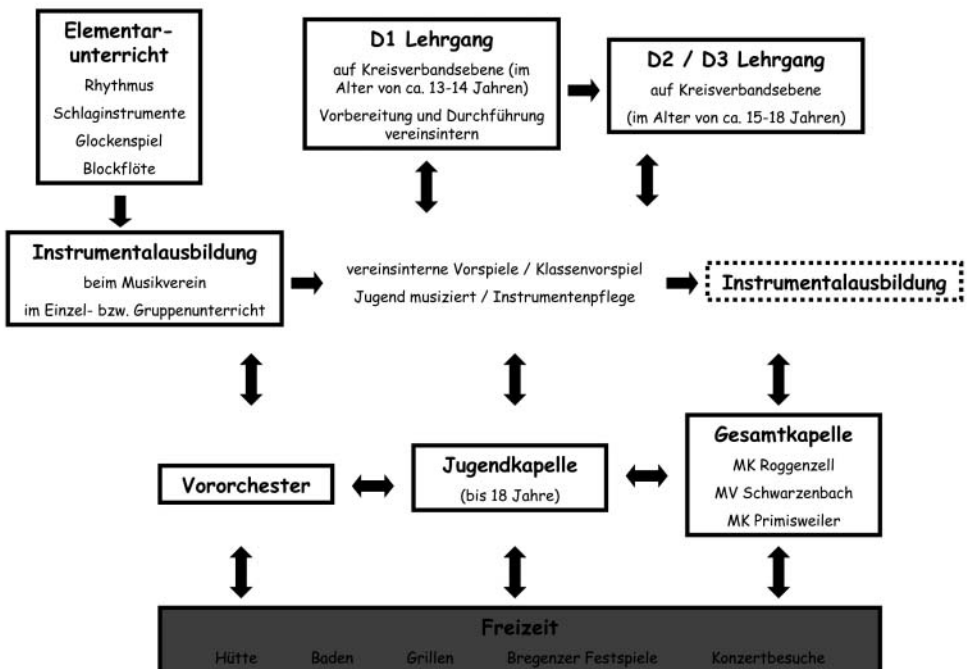 Elementar-
unterricht
Rhythmus
Schlaginstrumente
Glockenspiel
Blockflöte
D1 Lehrgang
auf Kreisverbandsebene (im
Alter von ca. 13-14 Jahren)
Vorbereitung und Durchführung
vereinsintern
D2 / D3 Lehrgang
auf Kreisverbandsebene
(im Alter von ca. 15-18 Jahren)
Instrumentalausbildung
beim Musikverein
im Einzel- bzw. Gruppenunterricht
vereinsinterne Vorspiele / Klassenvorspiel
Jugend musiziert / Instrumentenpflege
Instrumentalausbildung
Vororchester
Jugendkapelle
(bis 18 Jahre)
Gesamtkapelle
MK Roggenzell
MV Schwarzenbach
MK Primisweiler
Freizeit
Hütte Baden Grillen Bregenzer Festspiele Konzertbesuche